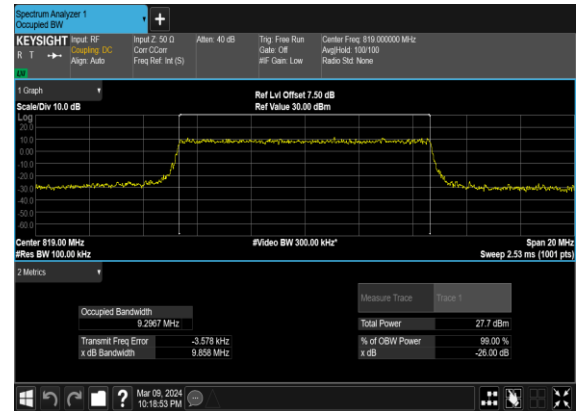 Spectrum Analyzer 1
Occupied BW
KEYSIGHT Input: RF Input Z: 50 Ω Atten: 40 dB Trig: Free Run Center Freq: 819.000000 MHz
R T Coupling: DC Corr CCorr Gate: Off Avg|Hold: 100/100
Align: Auto Freq Ref: Int (S) #IF Gain: Low Radio Std: None
1 Graph
Ref Lvl Offset 7.50 dB
Scale/Div 10.0 dB Ref Value 30.00 dBm
Log
20.0
10.0
0.00
-10.0
-20.0
-30.0
-40.0
-50.0
-60.0
Center 819.00 MHz #Video BW 300.00 kHz* Span 20 MHz
#Res BW 100.00 kHz Sweep 2.53 ms (1001 pts)
2 Metrics
Measure Trace Trace 1
Occupied Bandwidth
9.2967 MHz Total Power 27.7 dBm
Transmit Freq Error -3.578 kHz % of OBW Power 99.00 %
x dB Bandwidth 9.858 MHz x dB -26.00 dB
Mar 09, 2024
10:18:53 PM